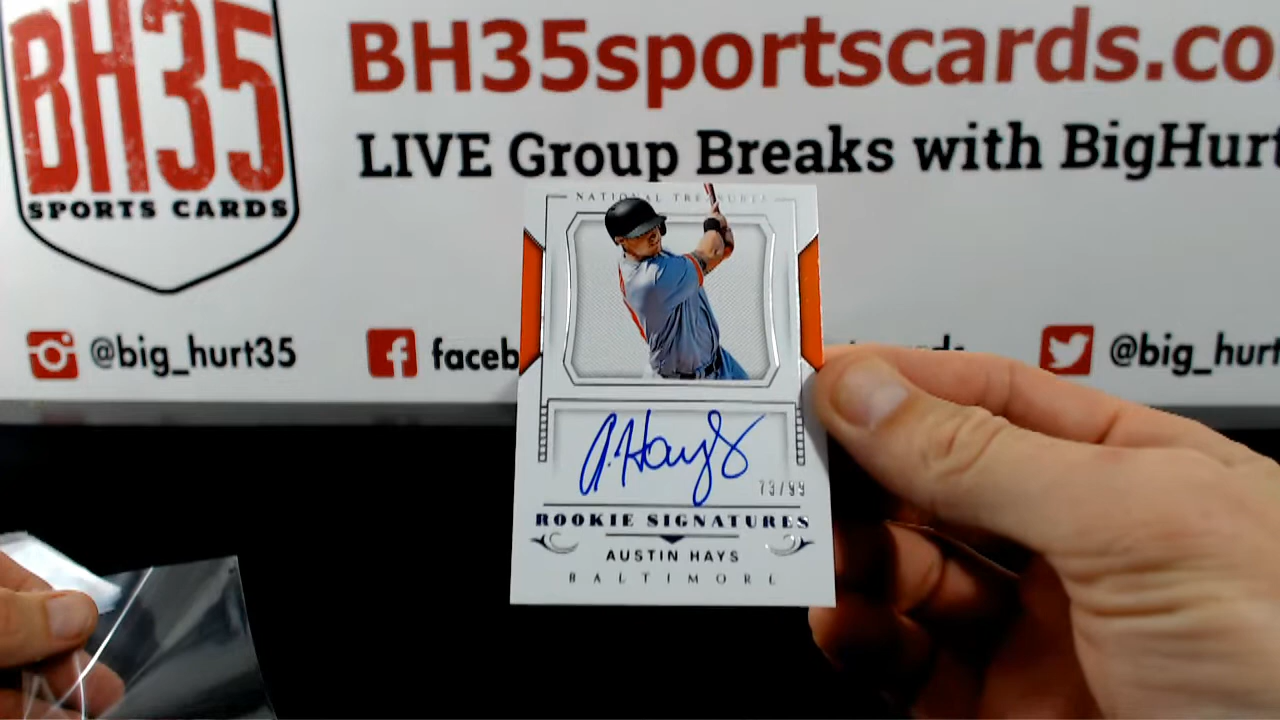 BH35
SPORTS CARDS
BH35sportscards.co
LIVE Group Breaks with BigHurt
@big_hurt35
faceb
@big_hurt
NATIONAL TREASURES
A. Hays
73/99
ROOKIE SIGNATURES
AUSTIN HAYS
BALTIMORE